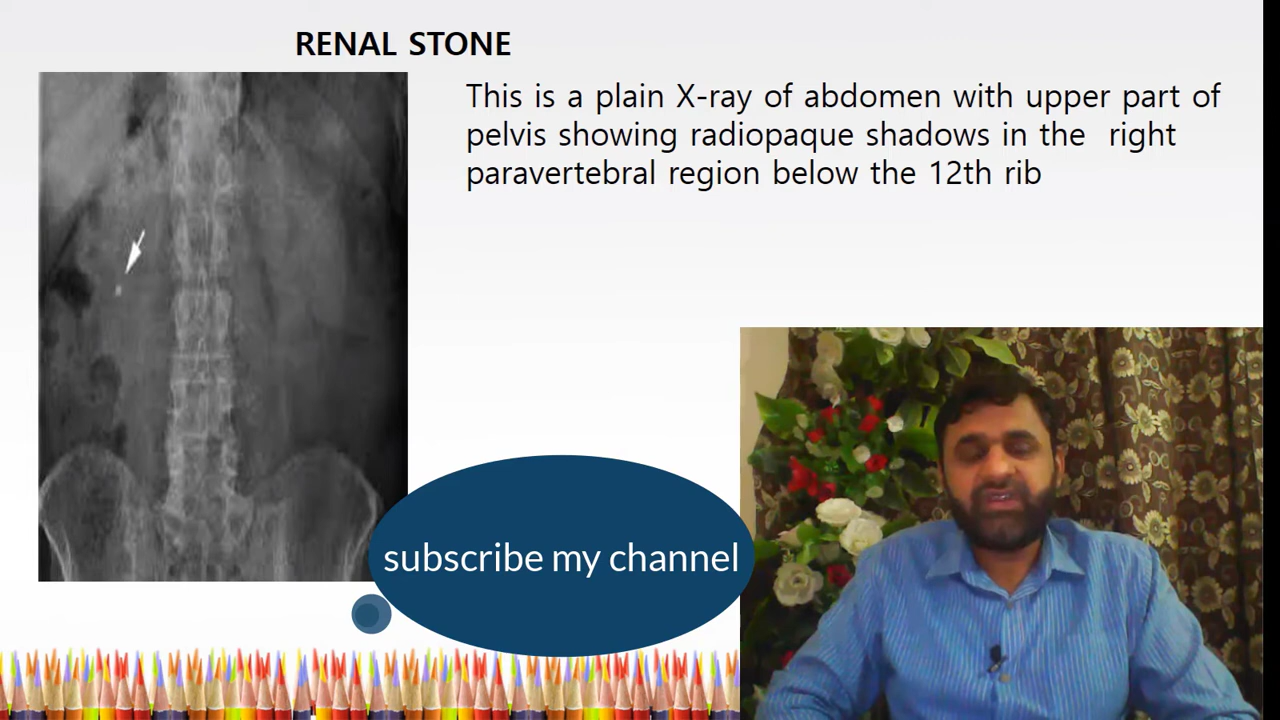 RENAL STONE
This is a plain X-ray of abdomen with upper part of
pelvis showing radiopaque shadows in the right
paravertebral region below the 12th rib
subscribe my channel